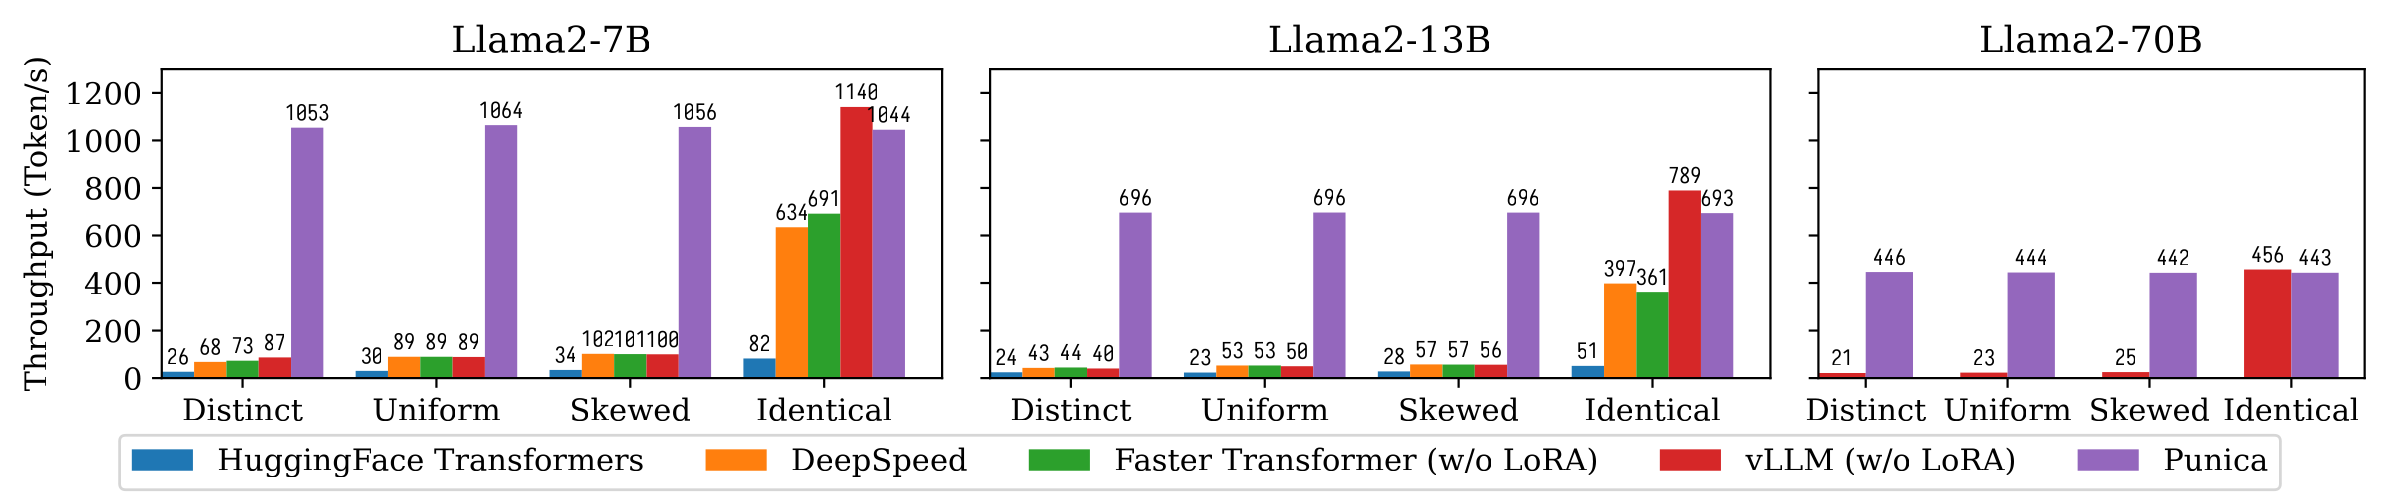 Llama2-7B
Llama2-13B
Llama2-70B
Throughput (Token/s)
1200
1000
800
600
400
200
0
26 68 73 87 1053
30 89 89 89 1064
34 102 101 100 1056
82 634 691 1140 1044
Distinct Uniform Skewed Identical
24 43 44 40 696
23 53 53 50 696
28 57 57 56 696
51 397 361 789 693
Distinct Uniform Skewed Identical
21 446
23 444
25 442
456 443
Distinct Uniform Skewed Identical
HuggingFace Transformers DeepSpeed Faster Transformer (w/o LoRA) vLLM (w/o LoRA) Punica